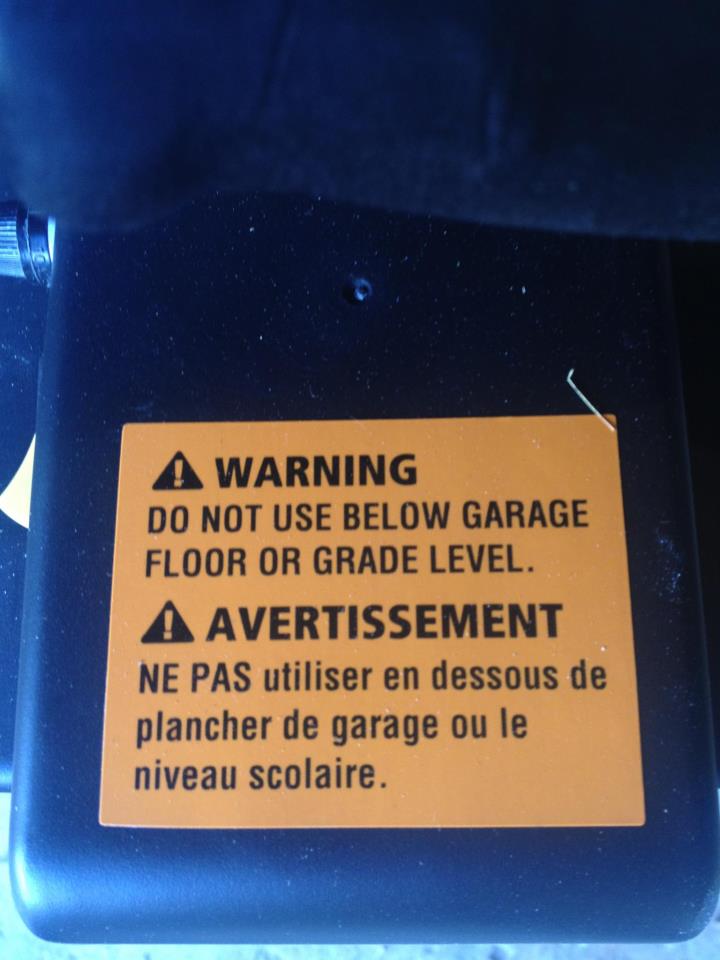 WARNING
DO NOT USE BELOW GARAGE
FLOOR OR GRADE LEVEL.
AVERTISSEMENT
NE PAS utiliser en dessous de
plancher de garage ou le
niveau scolaire.